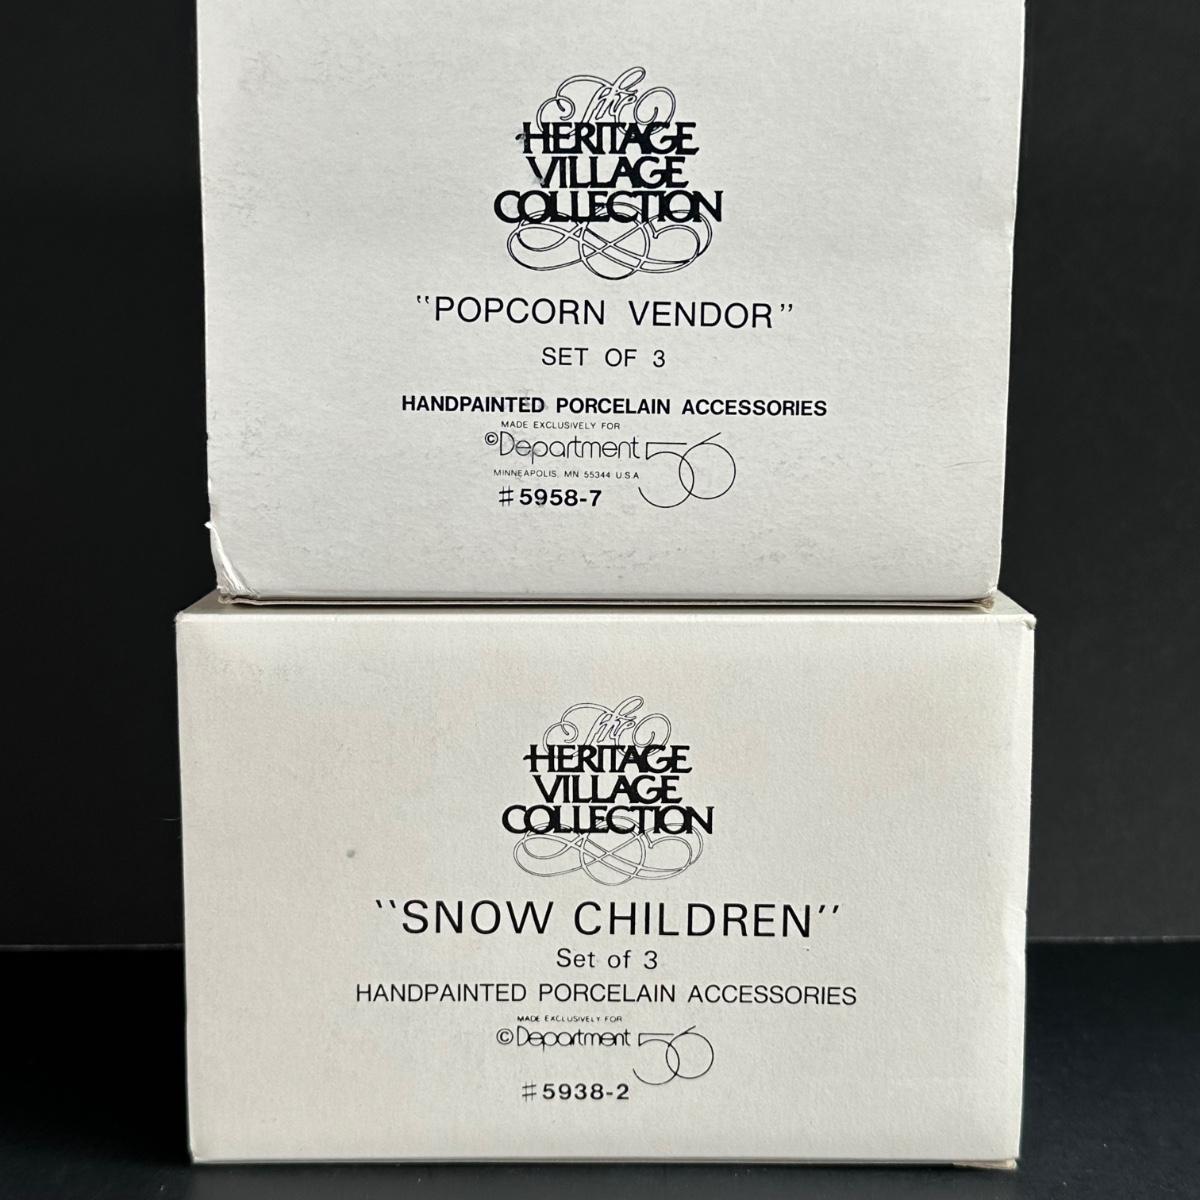 The
HERITAGE
VILLAGE
COLLECTION
"POPCORN VENDOR"
SET OF 3
HANDPAINTED PORCELAIN ACCESSORIES
MADE EXCLUSIVELY FOR
©Department 56
MINNEAPOLIS, MN 55344 U.S.A
#5958-7
The
HERITAGE
VILLAGE
COLLECTION
"SNOW CHILDREN"
Set of 3
HANDPAINTED PORCELAIN ACCESSORIES
MADE EXCLUSIVELY FOR
©Department 56
#5938-2